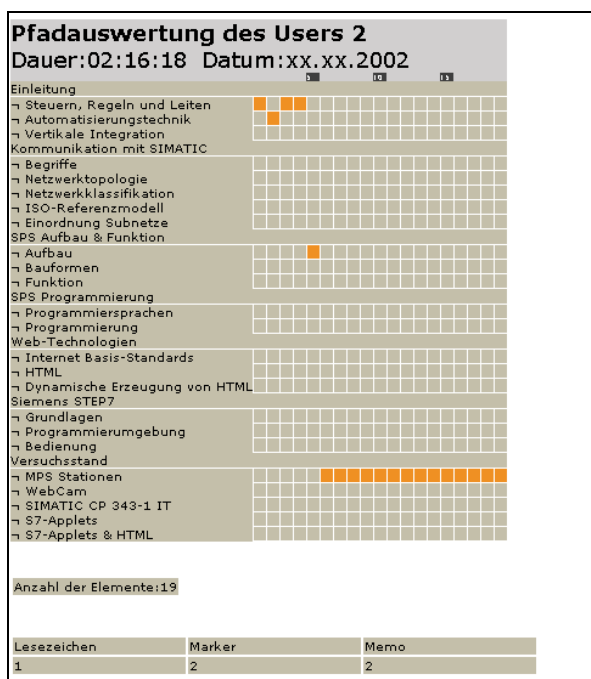 Pfadauswertung des Users 2
Dauer:02:16:18 Datum:xx.xx.2002
5 10 15
Einleitung
¬ Steuern, Regeln und Leiten
¬ Automatisierungstechnik
¬ Vertikale Integration
Kommunikation mit SIMATIC
¬ Begriffe
¬ Netzwerktopologie
¬ Netzwerkklassifikation
¬ ISO-Referenzmodell
¬ Einordnung Subnetze
SPS Aufbau & Funktion
¬ Aufbau
¬ Bauformen
¬ Funktion
SPS Programmierung
¬ Programmiersprachen
¬ Programmierung
Web-Technologien
¬ Internet Basis-Standards
¬ HTML
¬ Dynamische Erzeugung von HTML
Siemens STEP7
¬ Grundlagen
¬ Programmierumgebung
¬ Bedienung
Versuchsstand
¬ MPS Stationen
¬ WebCam
¬ SIMATIC CP 343-1 IT
¬ S7-Applets
¬ S7-Applets & HTML
Anzahl der Elemente:19
Lesezeichen Marker Memo
1 2 2